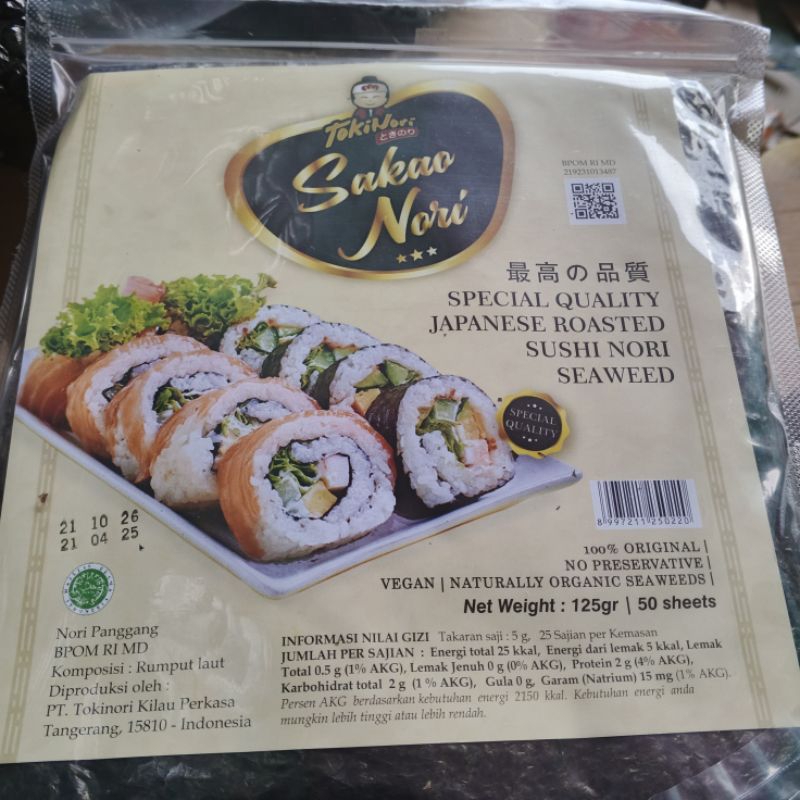 TokiNori
ときのり
Sakao
Nori
BPOM RI MD
219231013487
最高の品質
SPECIAL QUALITY
JAPANESE ROASTED
SUSHI NORI
SEAWEED
SPECIAL
QUALITY
21 10 26
21 04 25
8997211250220
100% ORIGINAL |
NO PRESERVATIVE |
VEGAN | NATURALLY ORGANIC SEAWEEDS |
Net Weight : 125gr | 50 sheets
Nori Panggang
BPOM RI MD
Komposisi : Rumput laut
Diproduksi oleh :
PT. Tokinori Kilau Perkasa
Tangerang, 15810 - Indonesia
INFORMASI NILAI GIZI Takaran saji : 5 g, 25 Sajian per Kemasan
JUMLAH PER SAJIAN : Energi total 25 kkal, Energi dari lemak 5 kkal, Lemak
Total 0.5 g (1% AKG), Lemak Jenuh 0 g (0% AKG), Protein 2 g (4% AKG),
Karbohidrat total 2 g (1 % AKG), Gula 0 g, Garam (Natrium) 15 mg (1% AKG).
Persen AKG berdasarkan kebutuhan energi 2150 kkal. Kebutuhan energi anda
mungkin lebih tinggi atau lebih rendah.